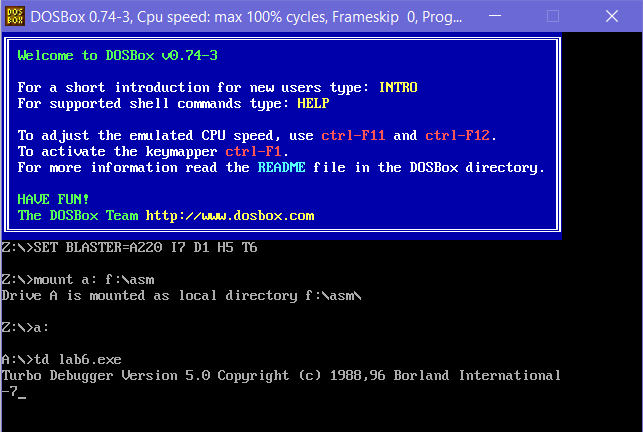 DOSBox 0.74-3, Cpu speed: max 100% cycles, Frameskip 0, Prog...
Welcome to DOSBox v0.74-3
For a short introduction for new users type: INTRO
For supported shell commands type: HELP
To adjust the emulated CPU speed, use ctrl-F11 and ctrl-F12.
To activate the keymapper ctrl-F1.
For more information read the README file in the DOSBox directory.
HAVE FUN!
The DOSBox Team http://www.dosbox.com
Z:\>SET BLASTER=A220 I7 D1 H5 T6
Z:\>mount a: f:\asm
Drive A is mounted as local directory f:\asm\
Z:\>a:
A:\>td lab6.exe
Turbo Debugger Version 5.0 Copyright (c) 1988,96 Borland International
-7_